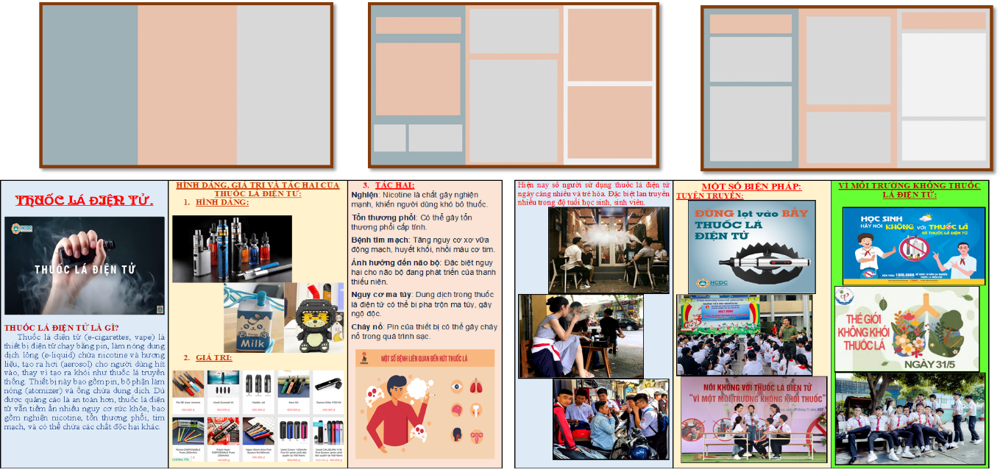 THUỐC LÁ ĐIỆN TỬ.
HCDC
THUỐC LÁ ĐIỆN TỬ
THUỐC LÁ ĐIỆN TỬ LÀ GÌ?
Thuốc lá điện tử (e-cigarettes, vape) là
thiết bị điện tử chạy bằng pin, làm nóng dung
dịch lỏng (e-liquid) chứa nicotine và hương
liệu, tạo ra hơi (aerosol) cho người dùng hít
vào, thay vì tạo ra khói như thuốc lá truyền
thống. Thiết bị này bao gồm pin, bộ phận làm
nóng (atomizer) và ống chứa dung dịch. Dù
được quảng cáo là an toàn hơn, thuốc lá điện
tử vẫn tiềm ẩn nhiều nguy cơ sức khỏe, bao
gồm nghiện nicotine, tổn thương phổi, tim
mạch, và có thể chứa các chất độc hại khác.
HÌNH DÁNG, GIÁ TRỊ VÀ TÁC HẠI CỦA
THUỐC LÁ ĐIỆN TỬ:
1. HÌNH DÁNG:
Milk
2. GIÁ TRỊ:
3. TÁC HẠI:
Nghiện: Nicotine là chất gây nghiện
mạnh, khiến người dùng khó bỏ thuốc.
Tổn thương phổi: Có thể gây tổn
thương phổi cấp tính.
Bệnh tim mạch: Tăng nguy cơ xơ vữa
động mạch, huyết khối, nhồi máu cơ tim.
Ảnh hưởng đến não bộ: Đặc biệt nguy
hại cho não bộ đang phát triển của thanh
thiếu niên.
Nguy cơ ma túy: Dung dịch trong thuốc
lá điện tử có thể bị pha trộn ma túy, gây
ngộ độc.
Cháy nổ: Pin của thiết bị có thể gây cháy
nổ trong quá trình sạc.
MỘT SỐ BỆNH LIÊN QUAN ĐẾN HÚT THUỐC LÁ
Hiện nay số người sử dụng thuốc lá điện tử
ngày càng nhiều và trẻ hóa. Đặc biệt lan truyền
nhiều trong độ tuổi học sinh, sinh viên.
MỘT SỐ BIỆN PHÁP:
TUYÊN TRUYỀN:
ĐỪNG lọt vào BẪY
THUỐC LÁ
ĐIỆN TỬ
HCDC
HOẠT ĐỘNG
NÓI KHÔNG VỚI THUỐC LÁ ĐIỆN TỬ
"VÌ MỘT MÔI TRƯỜNG KHÔNG KHÓI THUỐC"
VÌ MÔI TRƯỜNG KHÔNG THUỐC
LÁ ĐIỆN TỬ:
HỌC SINH
HÃY NÓI KHÔNG VỚI THUỐC LÁ
VÀ THUỐC LÁ ĐIỆN TỬ
THẾ GIỚI
KHÔNG KHÓI
THUỐC LÁ
NGÀY 31/5